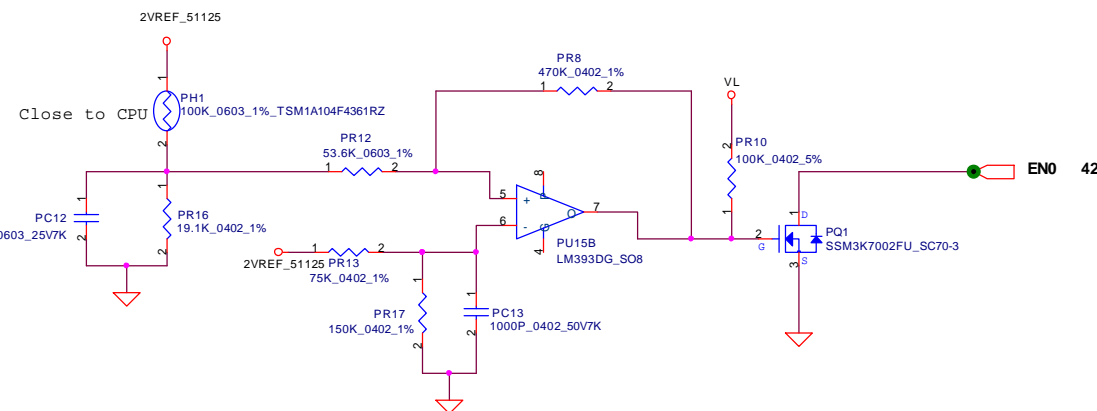 2VREF_51125
1
Close to CPU
PH1
100K_0603_1%_TSM1A104F4361RZ
2
PR8
470K_0402_1%
1 2
VL
2
PR10
100K_0402_5%
1
PR12
53.6K_0603_1%
1 2
EN0 42
1
PC12
0603_25V7K
2
1
PR16
19.1K_0402_1%
2
8
P
5
+
6
-
O
7
G
4
PU15B
LM393DG_SO8
1
D
2
G
S
3
PQ1
SSM3K7002FU_SC70-3
2VREF_51125
1 2
PR13
75K_0402_1%
1
PR17
150K_0402_1%
2
1
PC13
1000P_0402_50V7K
2